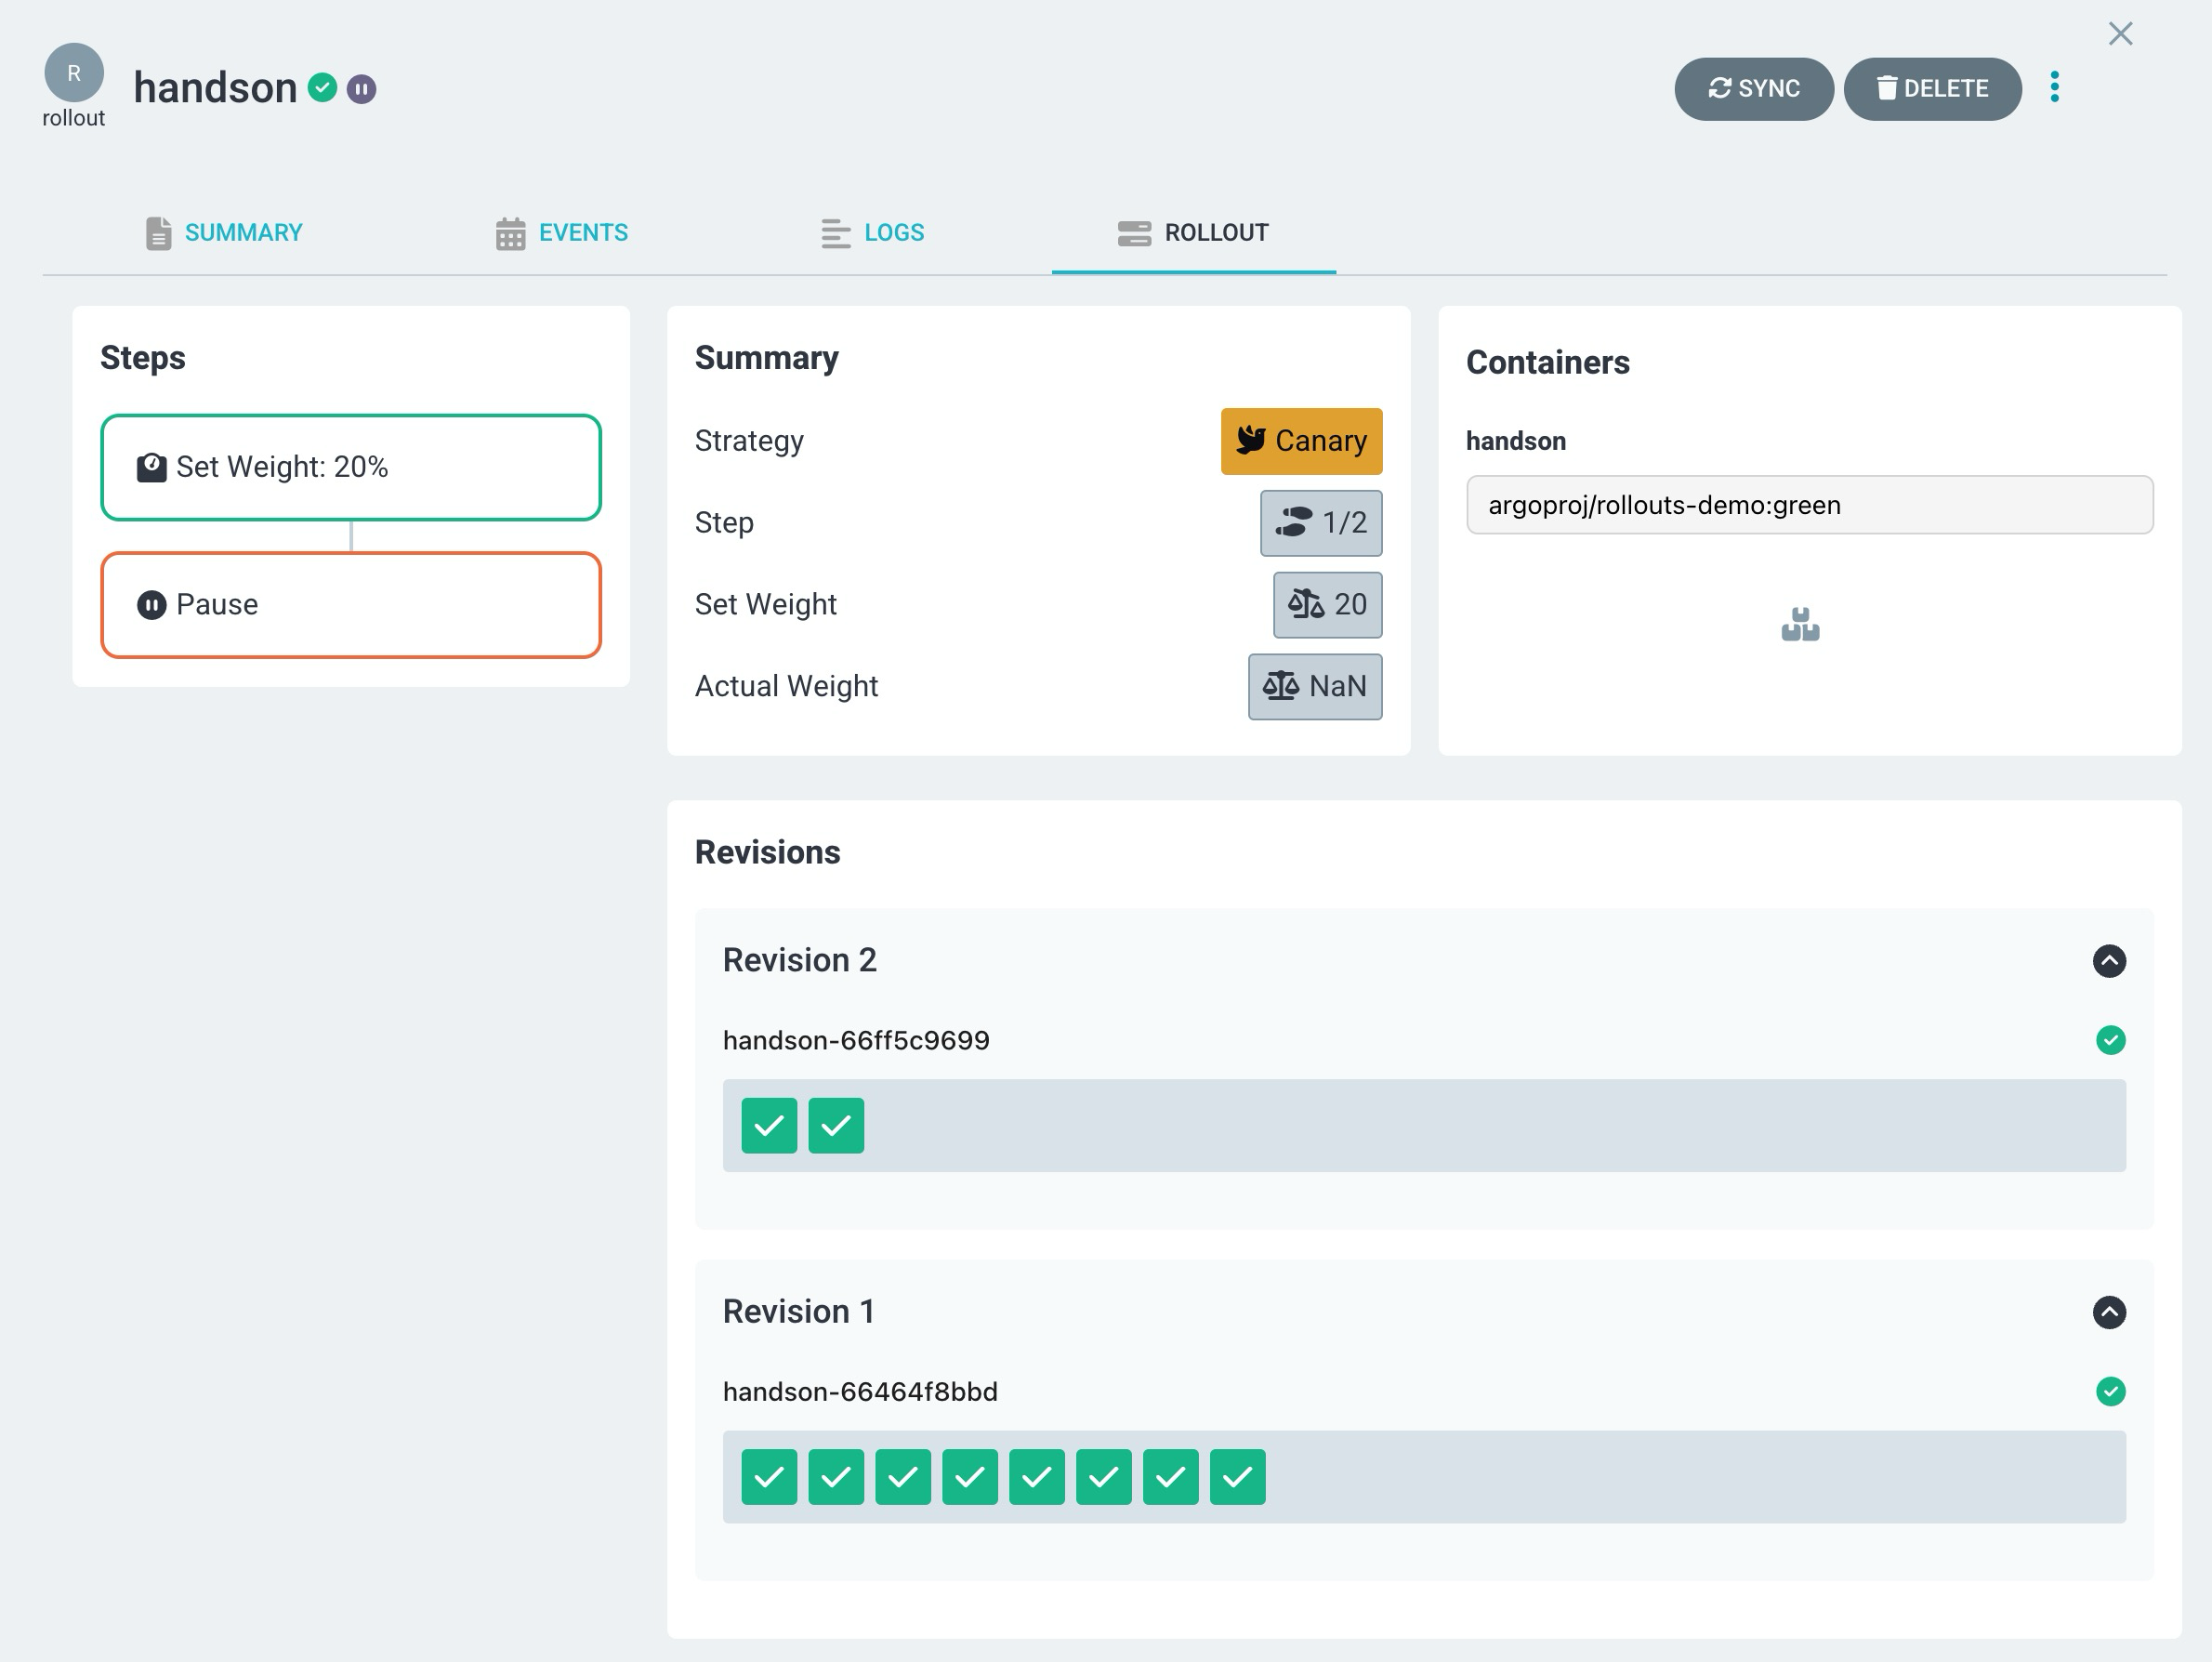 R
rollout
handson
SYNC
DELETE
SUMMARY
EVENTS
LOGS
ROLLOUT
Steps
Set Weight: 20%
Pause
Summary
Strategy
Canary
Step
1/2
Set Weight
20
Actual Weight
NaN
Containers
handson
argoproj/rollouts-demo:green
Revisions
Revision 2
handson-66ff5c9699
Revision 1
handson-66464f8bbd